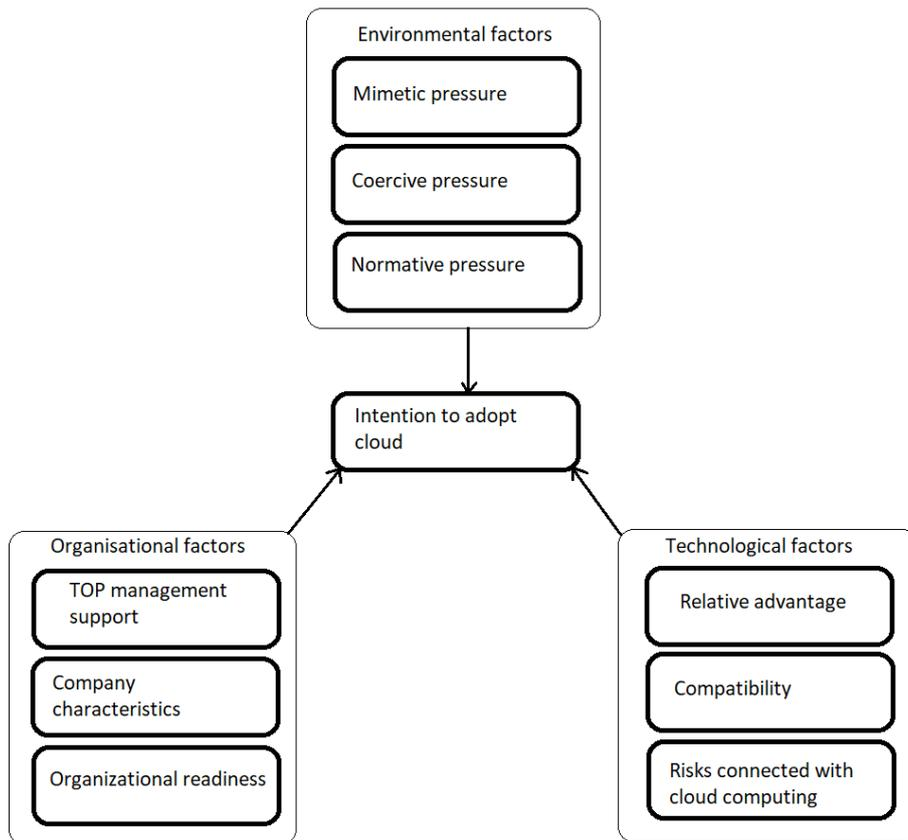 Environmental factors
Mimetic pressure
Coercive pressure
Normative pressure
Intention to adopt
cloud
Organisational factors
TOP management
support
Company
characteristics
Organizational readiness
Technological factors
Relative advantage
Compatibility
Risks connected with
cloud computing